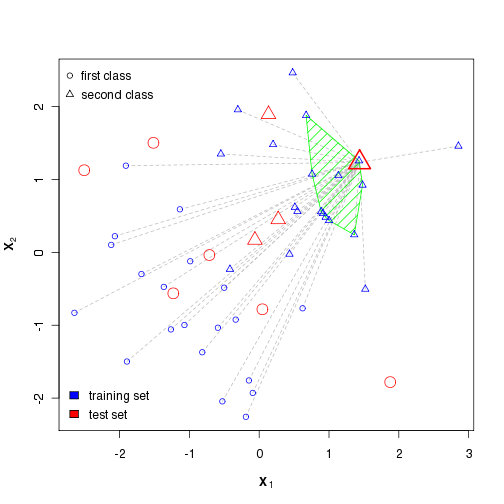 first class
second class
2
1
0
-1
-2
X2
training set
test set
-2
-1
0
1
2
3
X1